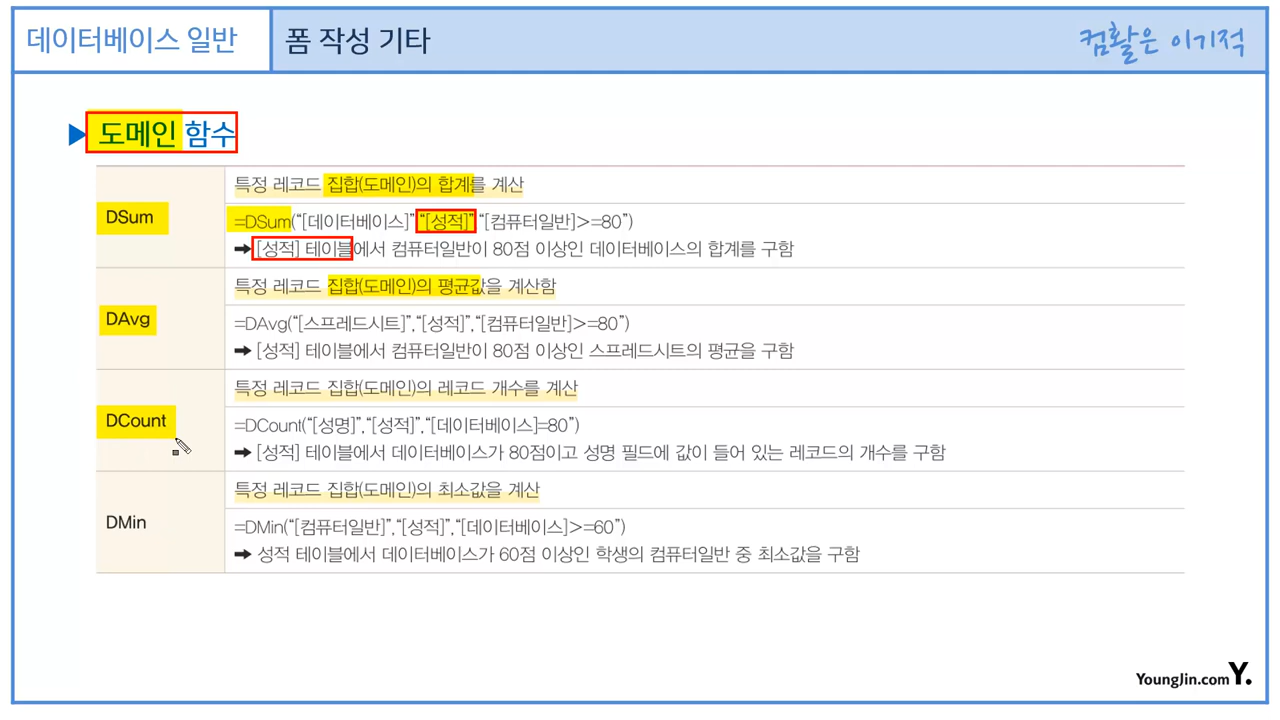 데이터베이스 일반
폼 작성 기타
컴활은 이기적
▶ 도메인 함수
DSum
특정 레코드 집합(도메인)의 합계를 계산
=DSum(“[데이터베이스]”,“[성적]”,“[컴퓨터일반]>=80”)
➡ [성적] 테이블에서 컴퓨터일반이 80점 이상인 데이터베이스의 합계를 구함
DAvg
특정 레코드 집합(도메인)의 평균값을 계산함
=DAvg(“[스프레드시트]”,“[성적]”,“[컴퓨터일반]>=80”)
➡ [성적] 테이블에서 컴퓨터일반이 80점 이상인 스프레드시트의 평균을 구함
DCount
특정 레코드 집합(도메인)의 레코드 개수를 계산
=DCount(“[성명]”,“[성적]”,“[데이터베이스]=80”)
➡ [성적] 테이블에서 데이터베이스가 80점이고 성명 필드에 값이 들어 있는 레코드의 개수를 구함
DMin
특정 레코드 집합(도메인)의 최소값을 계산
=DMin(“[컴퓨터일반]”,“[성적]”,“[데이터베이스]>=60”)
➡ 성적 테이블에서 데이터베이스가 60점 이상인 학생의 컴퓨터일반 중 최소값을 구함
YoungJin.com Y.